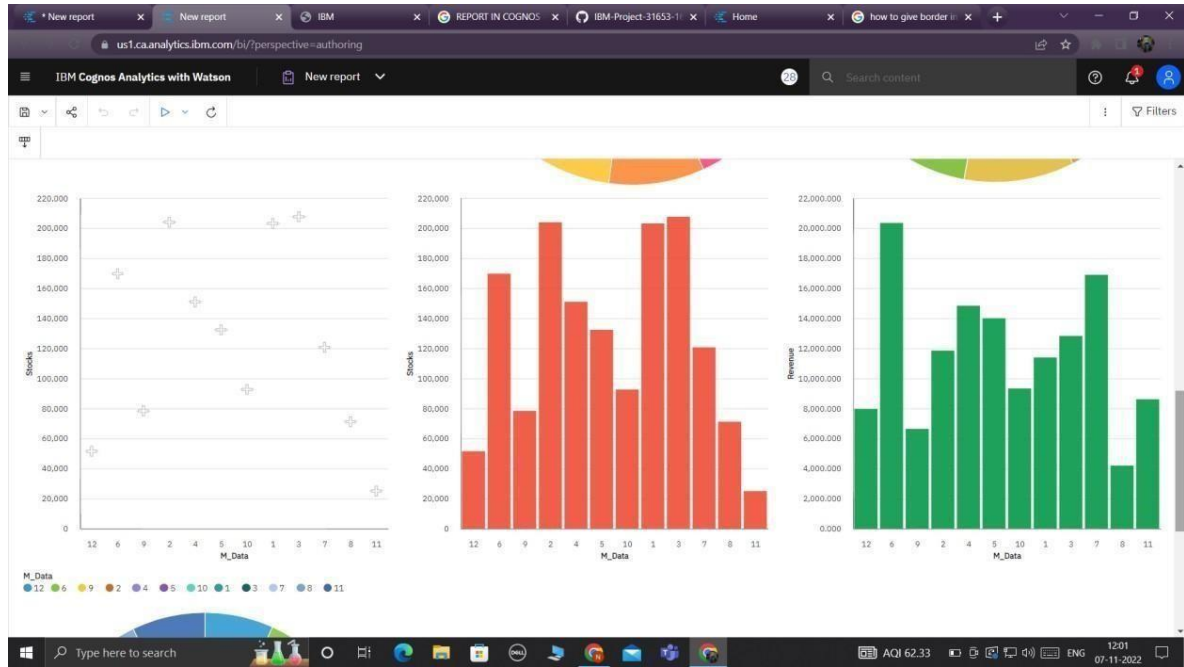 * New report
New report
IBM
REPORT IN COGNOS
IBM-Project-31653-1
Home
how to give border in
us1.ca.analytics.ibm.com/bi/?perspective=authoring
IBM Cognos Analytics with Watson
New report
28
Search content
1
Filters
220,000
200,000
180,000
160,000
140,000
120,000
100,000
80,000
60,000
40,000
20,000
0
Stocks
12 6 9 2 4 5 10 1 3 7 8 11
M_Data
220,000
200,000
180,000
160,000
140,000
120,000
100,000
80,000
60,000
40,000
20,000
0
Stocks
12 6 9 2 4 5 10 1 3 7 8 11
M_Data
22,000.000
20,000.000
18,000.000
16,000.000
14,000.000
12,000.000
10,000.000
8,000.000
6,000.000
4,000.000
2,000.000
0.000
Revenue
12 6 9 2 4 5 10 1 3 7 8 11
M_Data
M_Data
12 6 9 2 4 5 10 1 3 7 8 11
Type here to search
DELL
AQI 62.33
ENG
12:01
07-11-2022